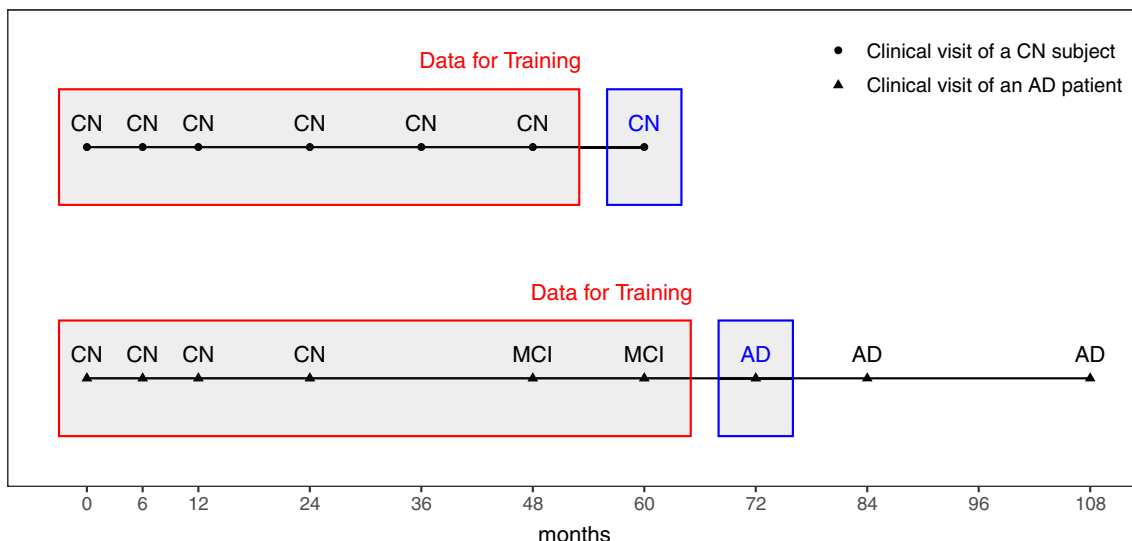 Clinical visit of a CN subject
Clinical visit of an AD patient
Data for Training
CN CN CN CN CN CN CN
Data for Training
CN CN CN CN MCI MCI AD AD AD
0 6 12 24 36 48 60 72 84 96 108
months